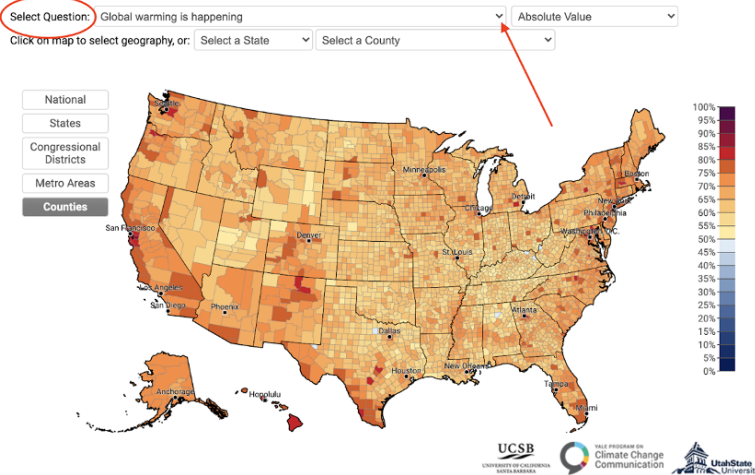 Select Question: Global warming is happening Absolute Value
Click on map to select geography, or: Select a State Select a County
National
States
Congressional
Districts
Metro Areas
Counties
Seattle
Minneapolis
Boston
Detroit
Chicago
New York
Philadelphia
Washington, D.C.
San Francisco
Denver
St. Louis
Los Angeles
San Diego
Phoenix
Atlanta
Dallas
Houston
New Orleans
Tampa
Miami
Anchorage
Honolulu
100%
95%
90%
85%
80%
75%
70%
65%
60%
55%
50%
45%
40%
35%
30%
25%
20%
15%
10%
5%
0%
UCSB
UNIVERSITY OF CALIFORNIA
SANTA BARBARA
YALE PROGRAM ON
Climate Change
Communication
UtahState
Universit